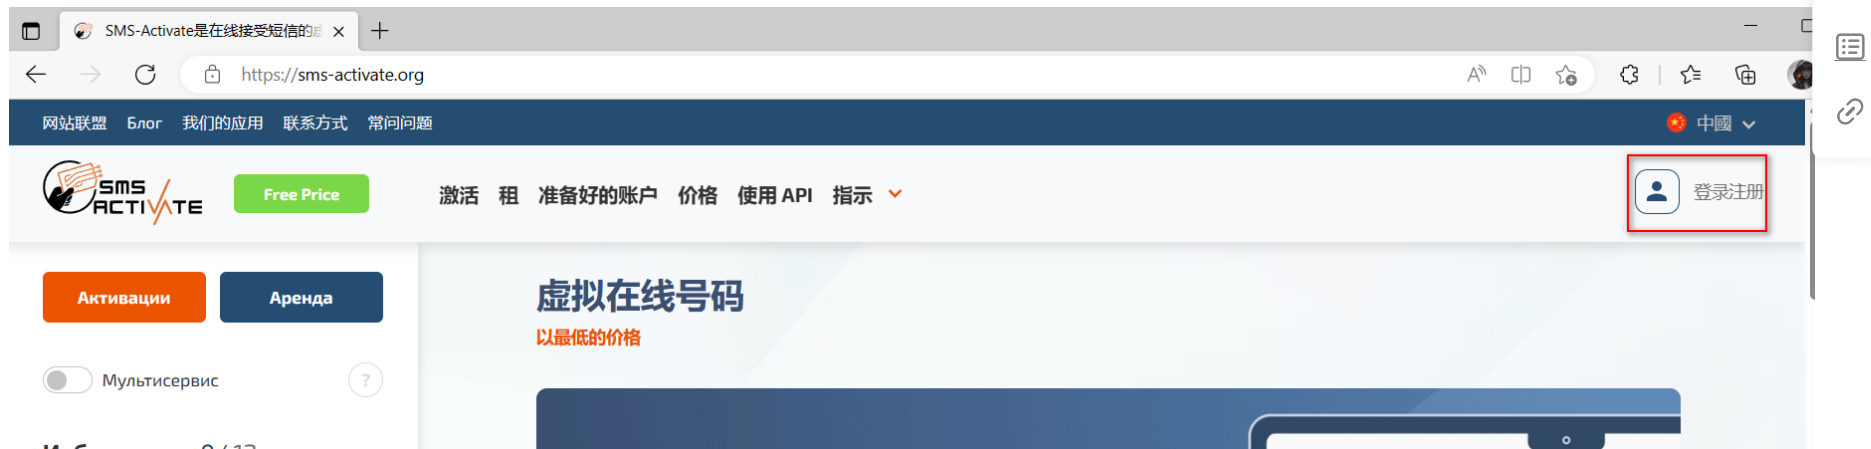 SMS-Activate是在线接受短信的
https://sms-activate.org
网站联盟 Блог 我们的应用 联系方式 常问问题
中國
SMS ACTIVATE
Free Price
激活 租 准备好的账户 价格 使用 API 指示
登录注册
Активации Аренда
虚拟在线号码
以最低的价格
Мультисервис ?